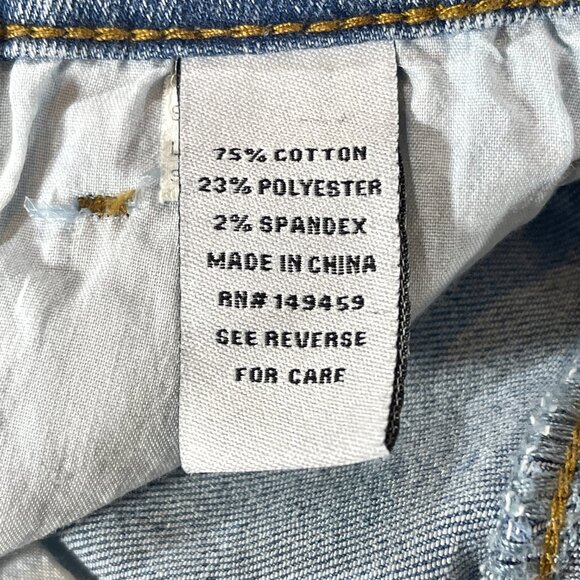 75% COTTON
23% POLYESTER
2% SPANDEX
MADE IN CHINA
RN# 149459
SEE REVERSE
FOR CARE